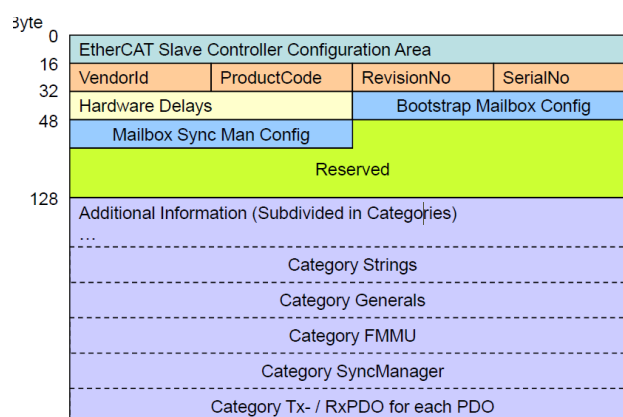 Byte
0
EtherCAT Slave Controller Configuration Area
16
VendorId ProductCode RevisionNo SerialNo
32
Hardware Delays Bootstrap Mailbox Config
48
Mailbox Sync Man Config
Reserved
128
Additional Information (Subdivided in Categories)
...
Category Strings
Category Generals
Category FMMU
Category SyncManager
Category Tx- / RxPDO for each PDO